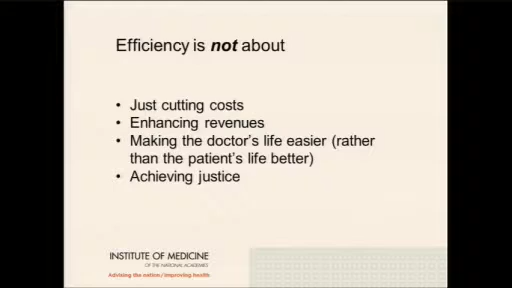 Efficiency is not about
• Just cutting costs
• Enhancing revenues
• Making the doctor's life easier (rather
than the patient's life better)
• Achieving justice
INSTITUTE OF MEDICINE
OF THE NATIONAL ACADEMIES
Advising the nation/Improving health